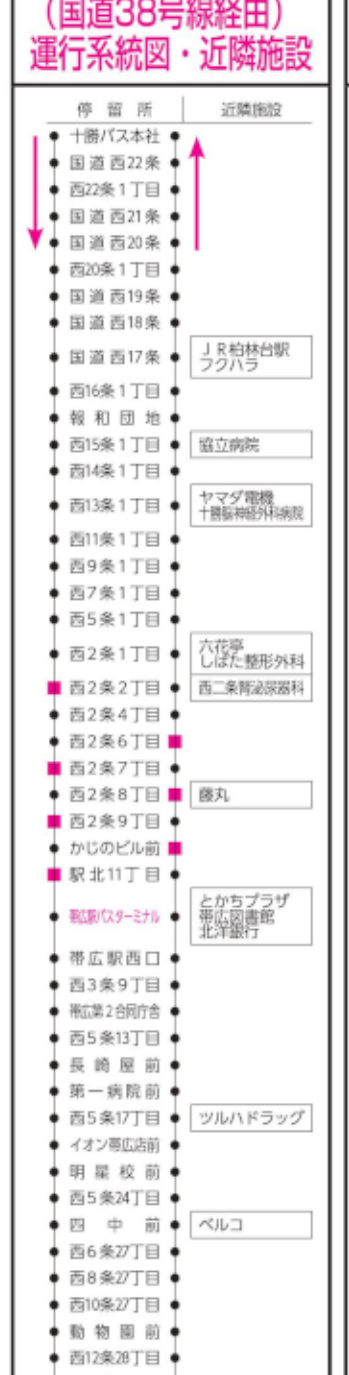 （国道38号線経由）
運行系統図・近隣施設
停留所 近隣施設
十勝バス本社
国道西22条
西22条1丁目
国道西21条
国道西20条
西20条1丁目
国道西19条
国道西18条
国道西17条 ＪＲ柏林台駅
フクハラ
西16条1丁目
報和団地
西15条1丁目 協立病院
西14条1丁目
西13条1丁目 ヤマダ電機
十勝脳神経外科病院
西11条1丁目
西9条1丁目
西7条1丁目
西5条1丁目
西2条1丁目 六花亭
しばた整形外科
西2条2丁目 西二条腎泌尿器科
西2条4丁目
西2条6丁目
西2条7丁目
西2条8丁目 藤丸
西2条9丁目
かじのビル前
駅北11丁目
帯広駅バスターミナル とかちプラザ
帯広図書館
北洋銀行
帯広駅西口
西3条9丁目
帯広第2合同庁舎
西5条13丁目
長崎屋前
第一病院前
西5条17丁目 ツルハドラッグ
イオン帯広店前
明星校前
西5条24丁目
四中前 ベルコ
西6条27丁目
西8条27丁目
西10条27丁目
動物園前
西12条28丁目